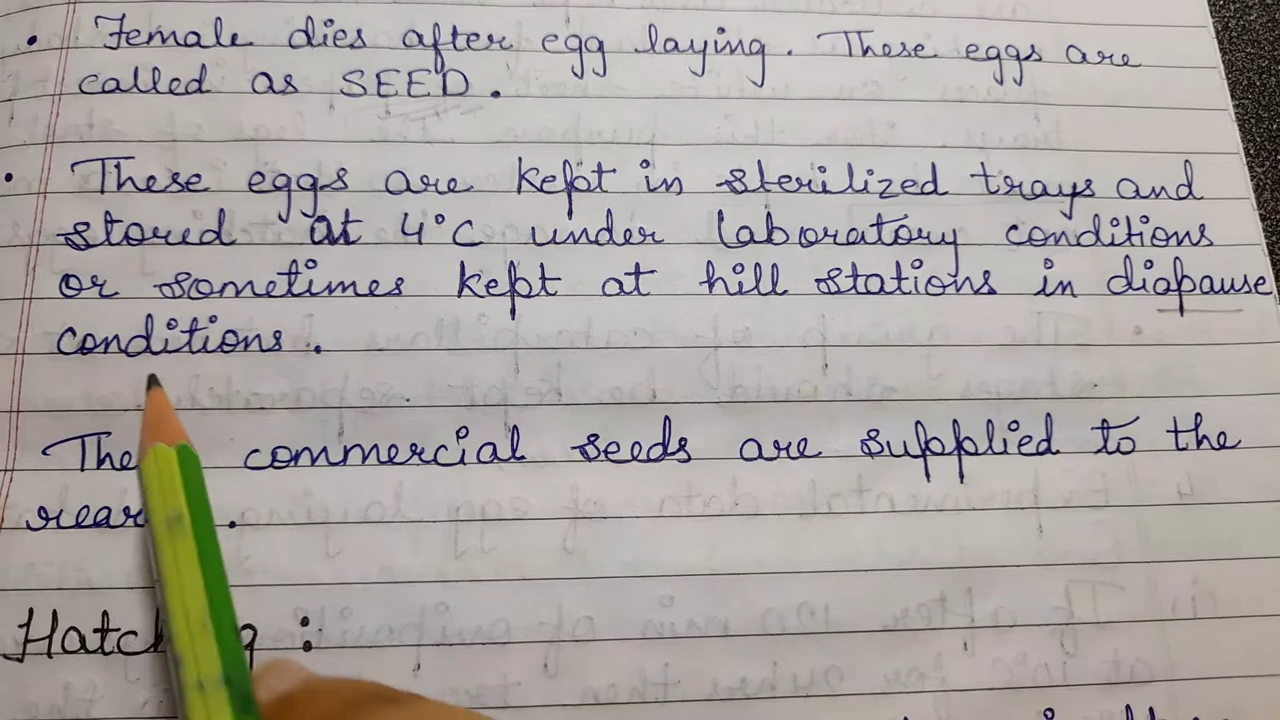 • Female dies after egg laying. These eggs are
called as SEED.
• These eggs are kept in sterilized trays and
stored at 4°C under laboratory conditions
or sometimes kept at hill stations in diapause
conditions.
The commercial seeds are supplied to the
.
: